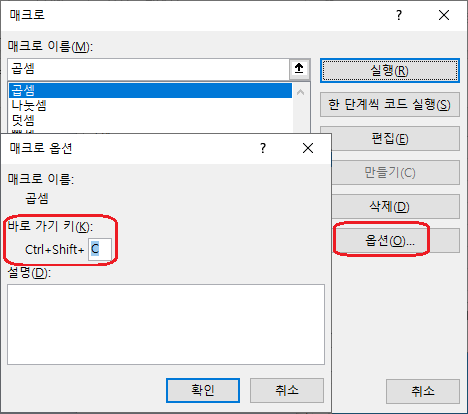 매크로
?
매크로 이름(M):
곱셈
실행(R)
곱셈
나눗셈
덧셈
한 단계씩 코드 실행(S)
편집(E)
만들기(C)
삭제(D)
옵션(O)...
취소
매크로 옵션
?
매크로 이름:
곱셈
바로 가기 키(K):
Ctrl+Shift+ C
설명(D):
확인
취소